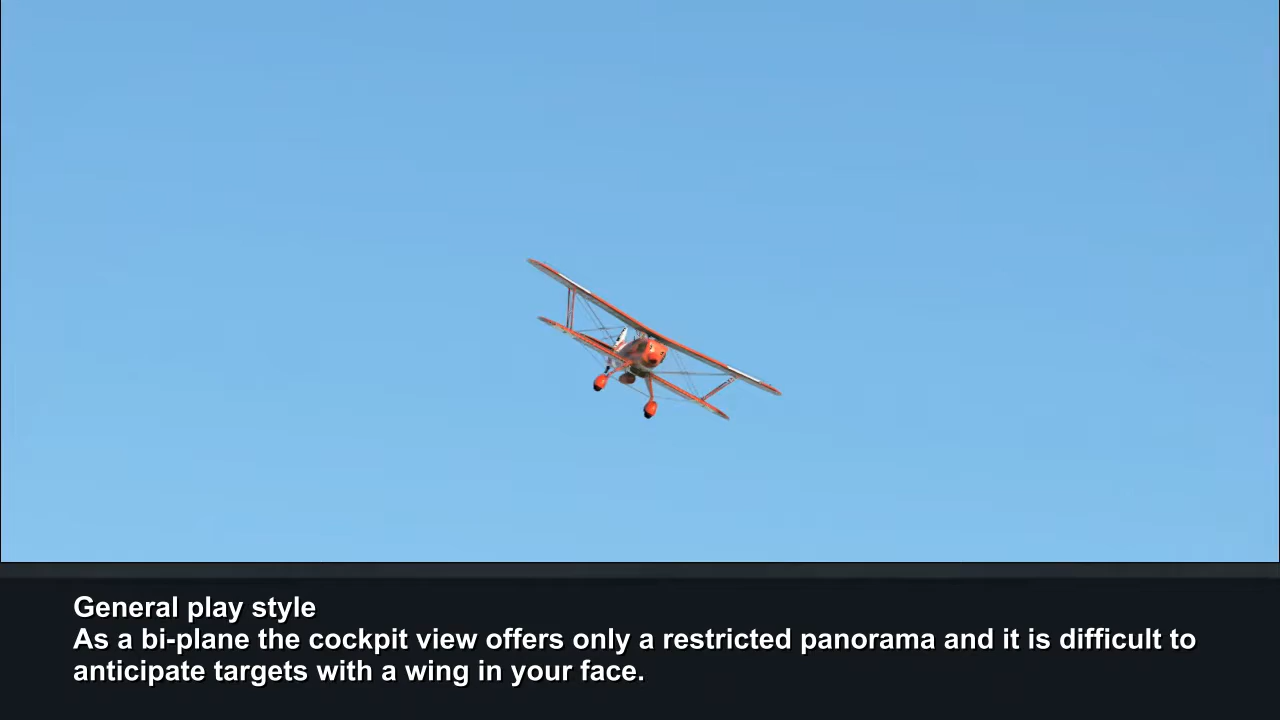 General play style
As a bi-plane the cockpit view offers only a restricted panorama and it is difficult to
anticipate targets with a wing in your face.